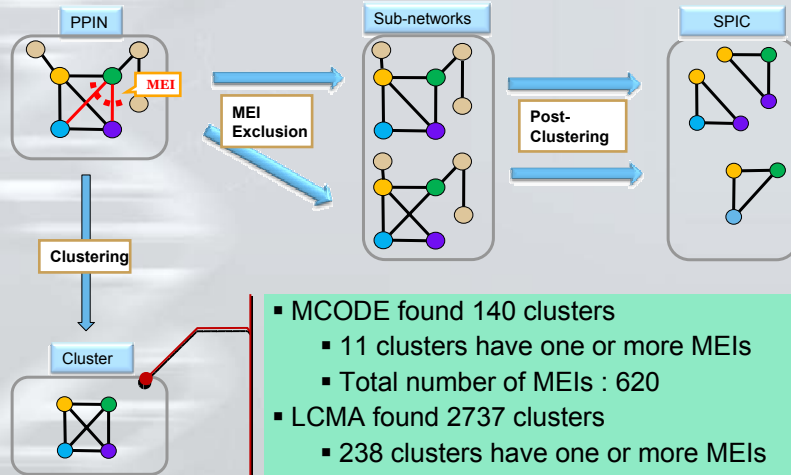 PPIN
Sub-networks
SPIC
MEI
MEI
Exclusion
Post-
Clustering
Clustering
Cluster
▪ MCODE found 140 clusters
▪ 11 clusters have one or more MEIs
▪ Total number of MEIs : 620
▪ LCMA found 2737 clusters
▪ 238 clusters have one or more MEIs